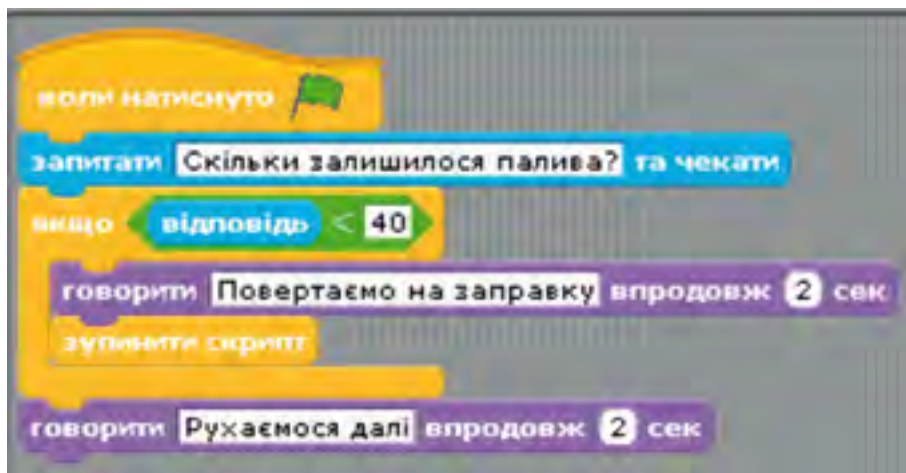 коли натиснуто
запитати Скільки залишилося палива? та чекати
якщо відповідь < 40
говорити Повертаємо на заправку впродовж 2 сек
зупинити скрипт
говорити Рухаємося далі впродовж 2 сек